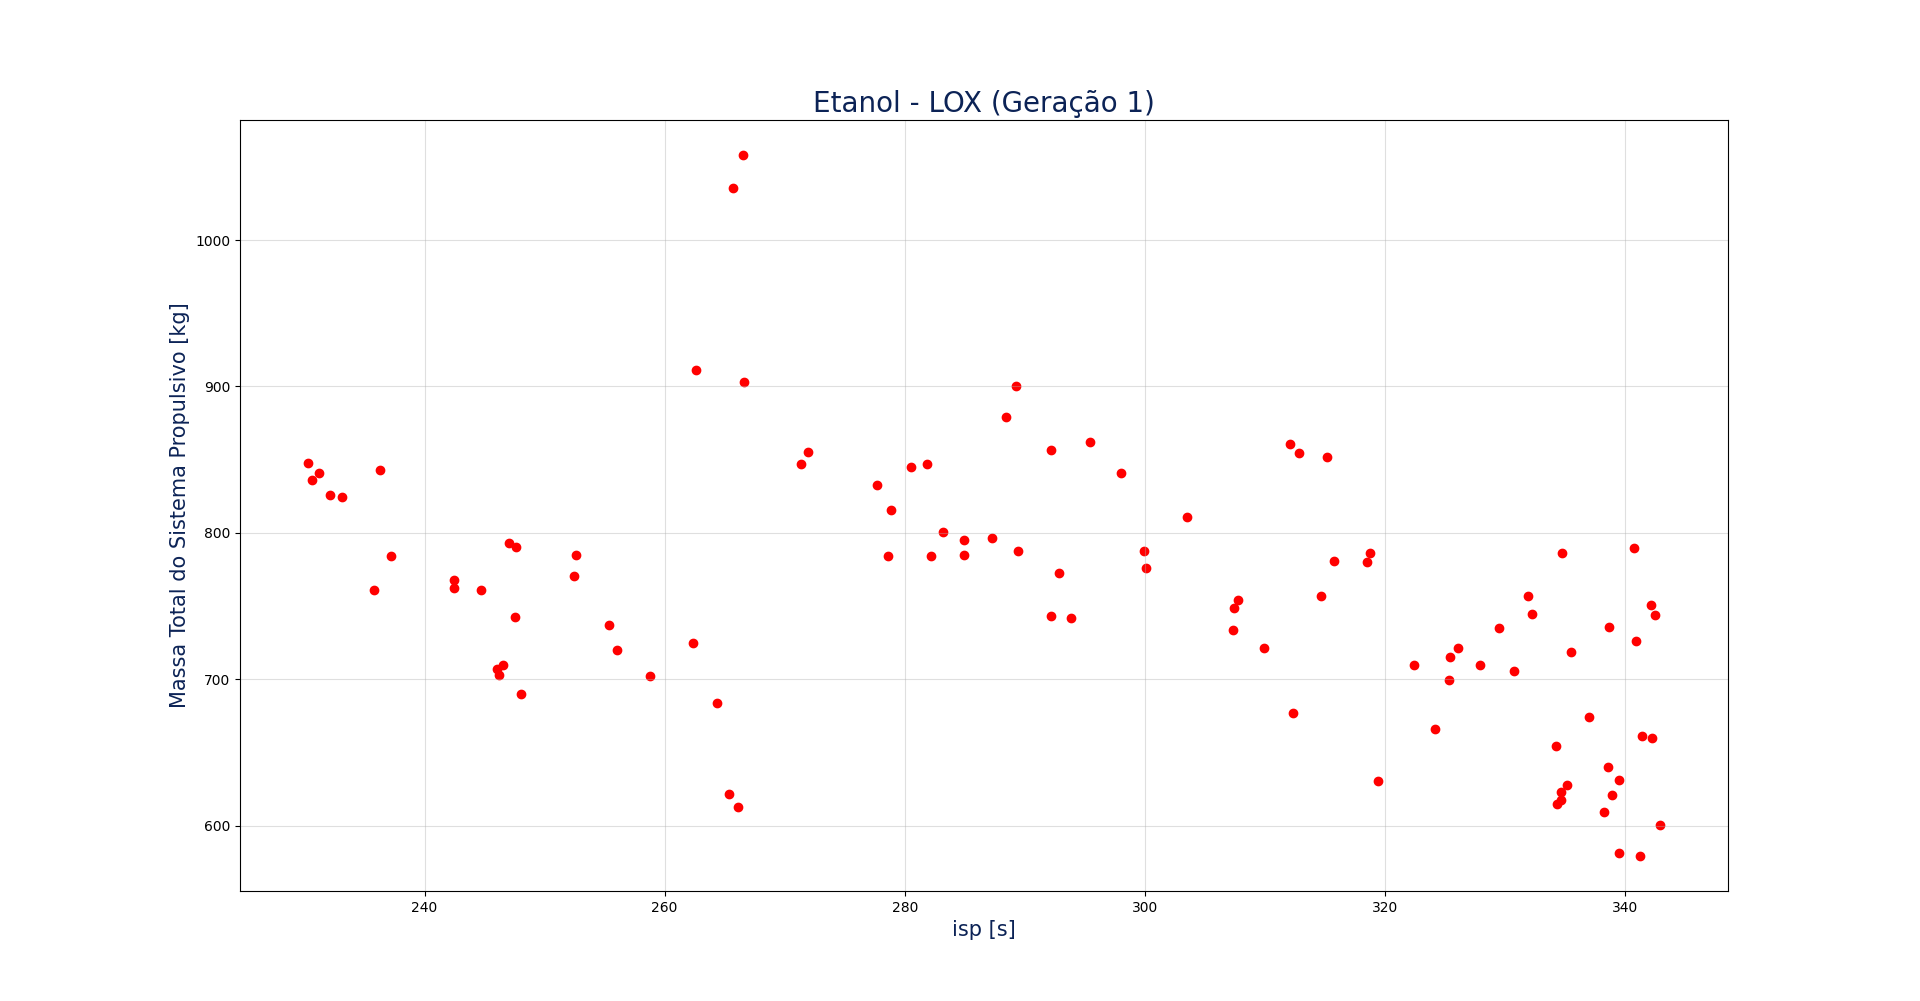 Etanol - LOX (Geração 1)
Massa Total do Sistema Propulsivo [kg]
1000
900
800
700
600
240 260 280 300 320 340
isp [s]